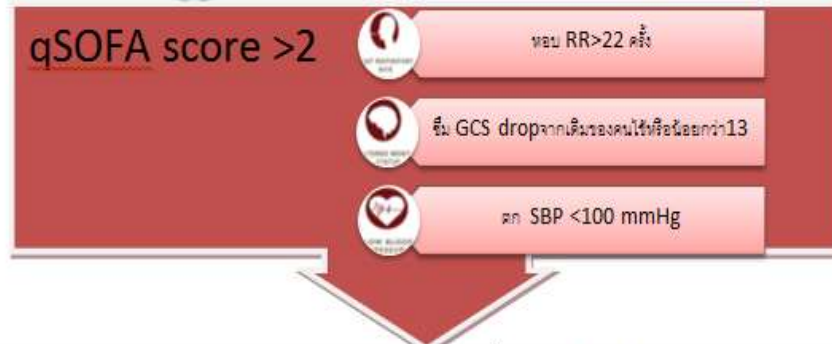 qSOFA score >2
หอบ RR>22 ครั้ง
ซึม GCS dropจากเดิมของคนไข้หรือน้อยกว่า13
ตก SBP <100 mmHg
LOW BLOOD